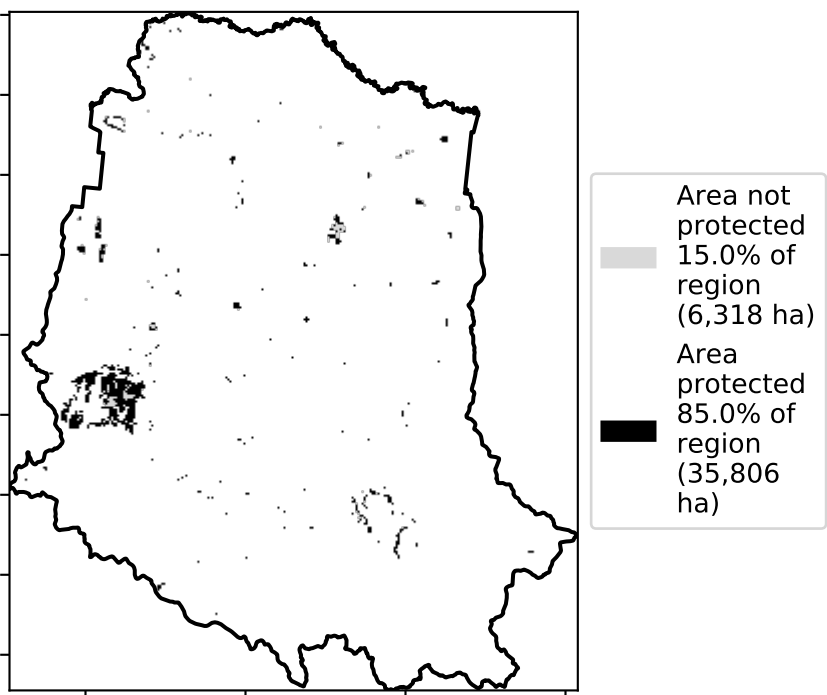 Area not
protected
15.0% of
region
(6,318 ha)
Area
protected
85.0% of
region
(35,806
ha)